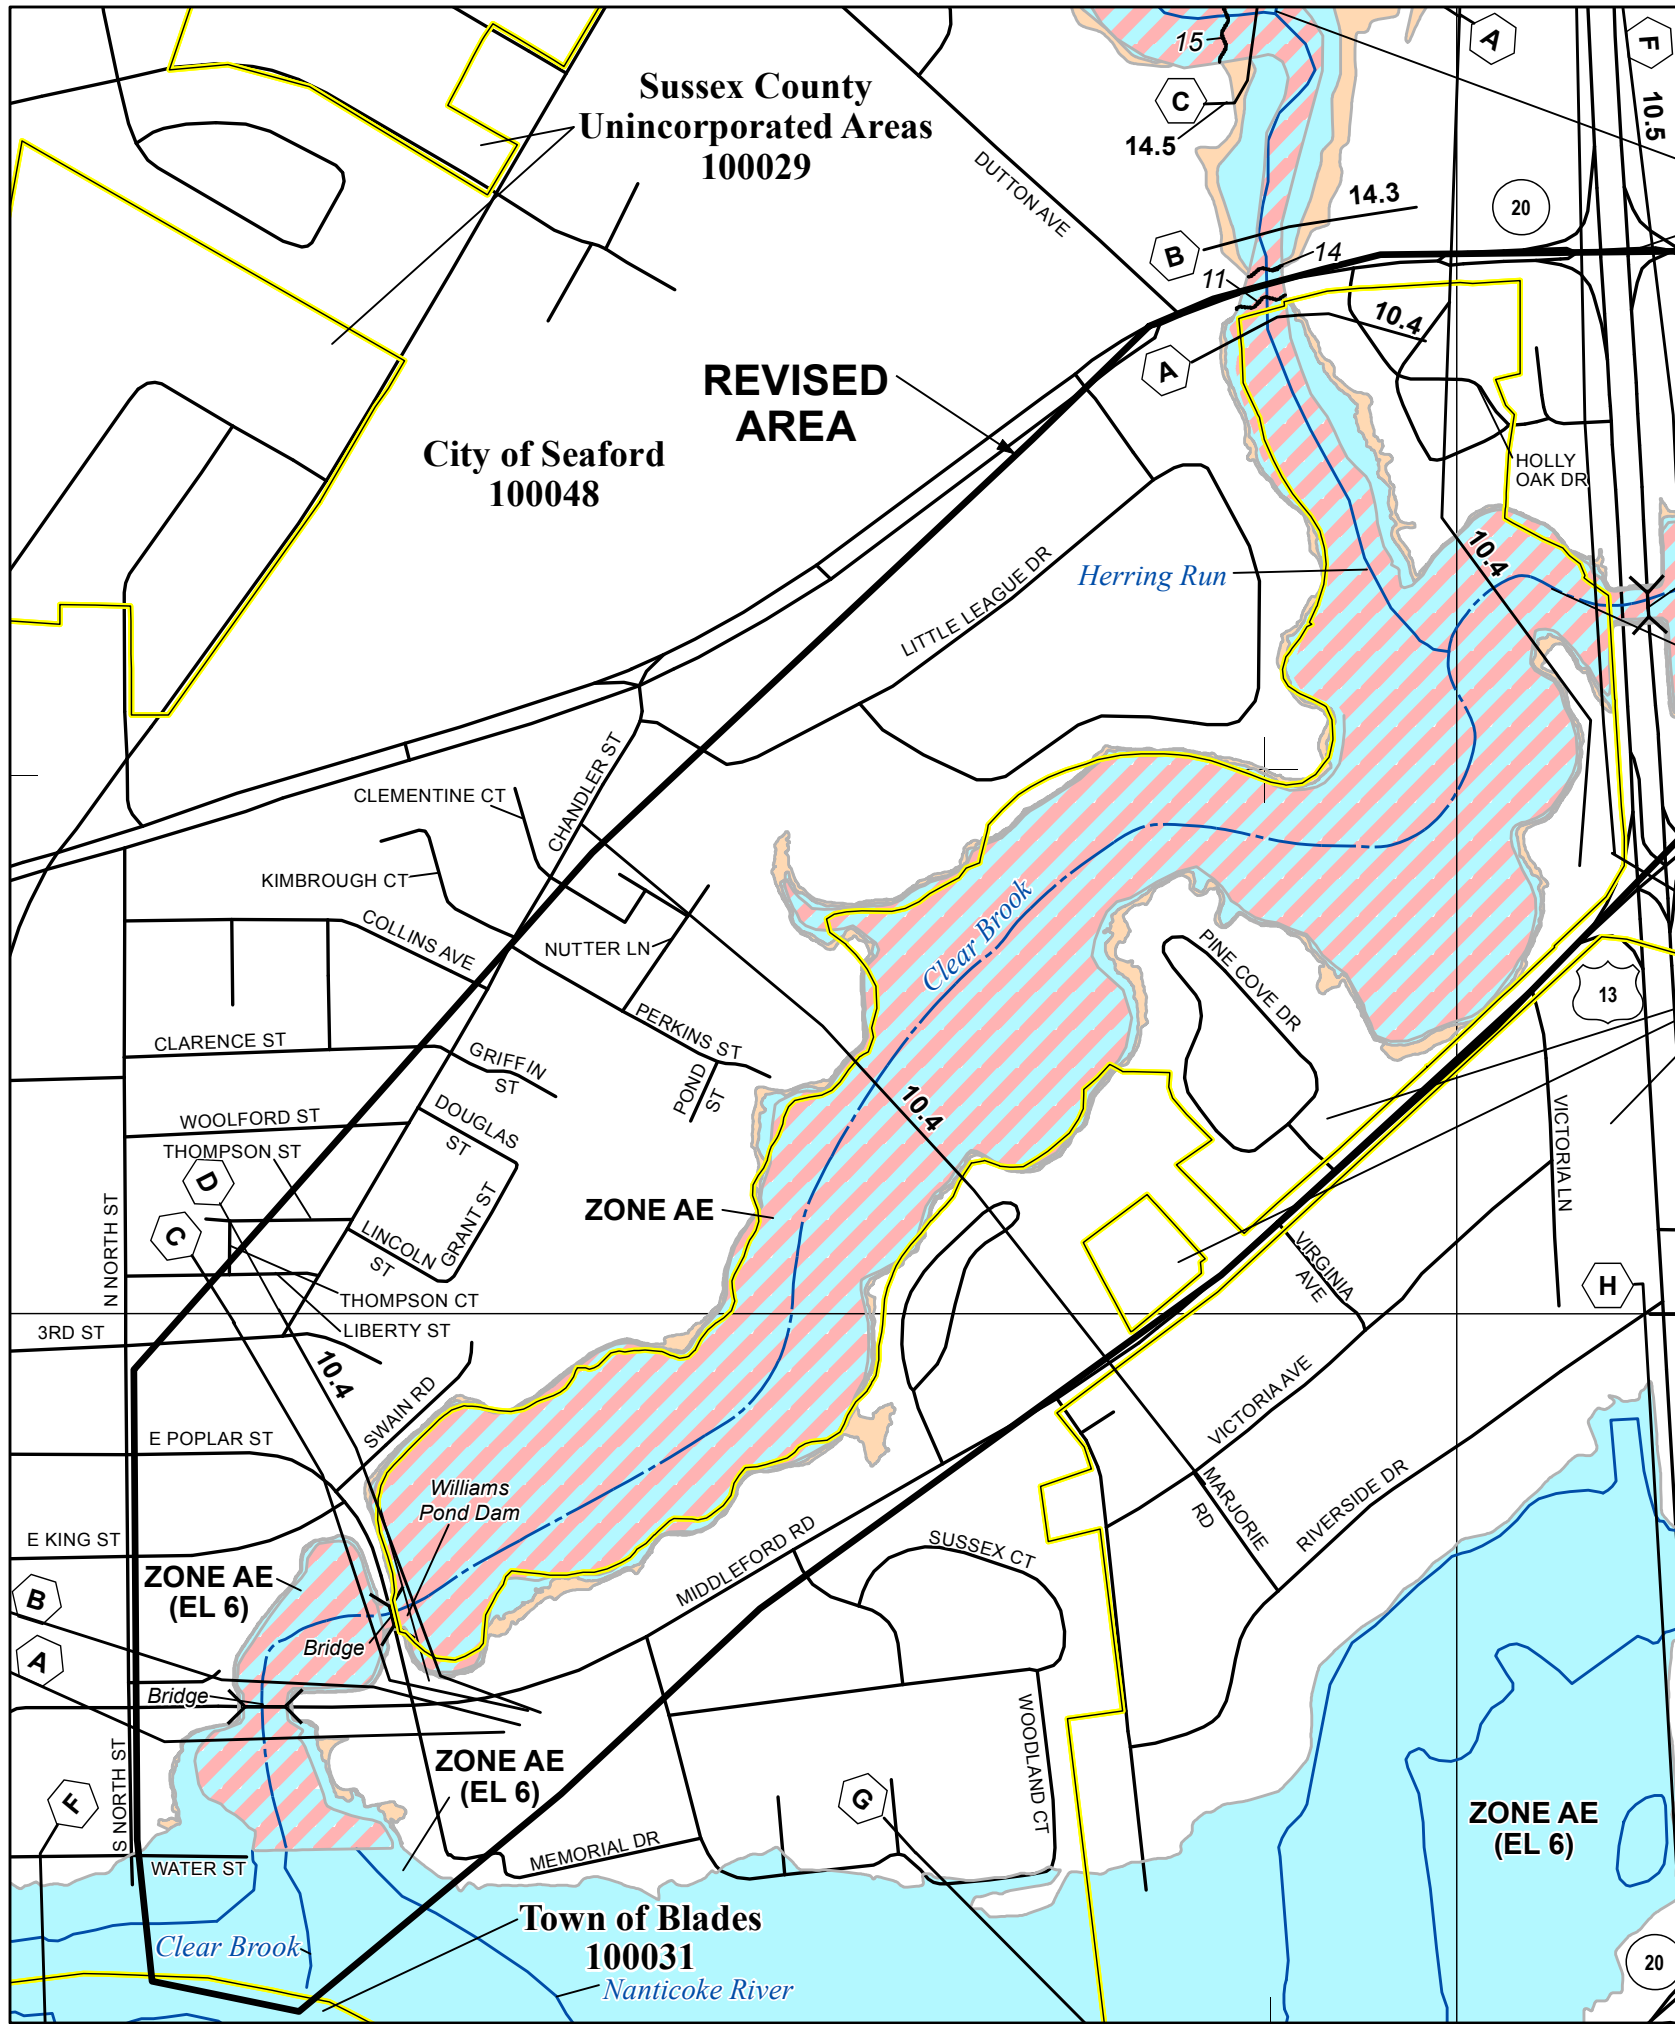 15
A
F
C
10.5
Sussex County
Unincorporated Areas
100029
14.5
DUTTON AVE
14.3
20
B
14
11
10.4
A
REVISED
AREA
City of Seaford
100048
HOLLY
OAK DR
10.4
LITTLE LEAGUE DR
Herring Run
CHANDLER ST
CLEMENTINE CT
KIMBROUGH CT
COLLINS AVE
NUTTER LN
Clear Brook
PINE COVE DR
13
CLARENCE ST
PERKINS ST
GRIFFIN
ST
POND
ST
10.4
DOUGLAS
ST
WOOLFORD ST
THOMPSON ST
VICTORIA LN
D
C
N NORTH ST
LINCOLN
ST
GRANT ST
ZONE AE
VIRGINIA
AVE
H
THOMPSON CT
LIBERTY ST
3RD ST
10.4
SWAIN RD
VICTORIA AVE
E POPLAR ST
Williams
Pond Dam
MARJORIE
RD
RIVERSIDE DR
E KING ST
MIDDLEFORD RD
SUSSEX CT
ZONE AE
(EL 6)
B
A
Bridge
Bridge
WOODLAND CT
S NORTH ST
ZONE AE
(EL 6)
F
G
ZONE AE
(EL 6)
MEMORIAL DR
WATER ST
Town of Blades
100031
Clear Brook
Nanticoke River
20